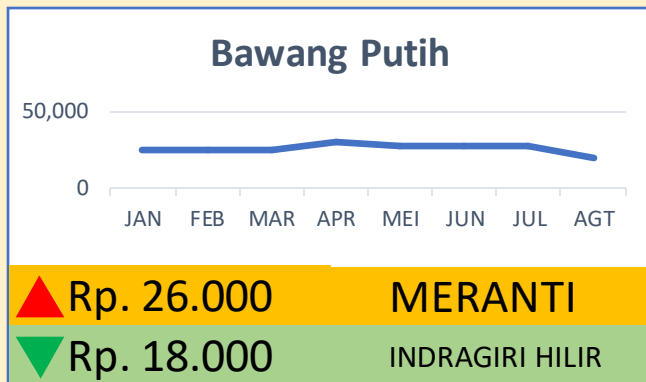 Bawang Putih
50,000
0
JAN FEB MAR APR MEI JUN JUL AGT
Rp. 26.000 MERANTI
Rp. 18.000 INDRAGIRI HILIR